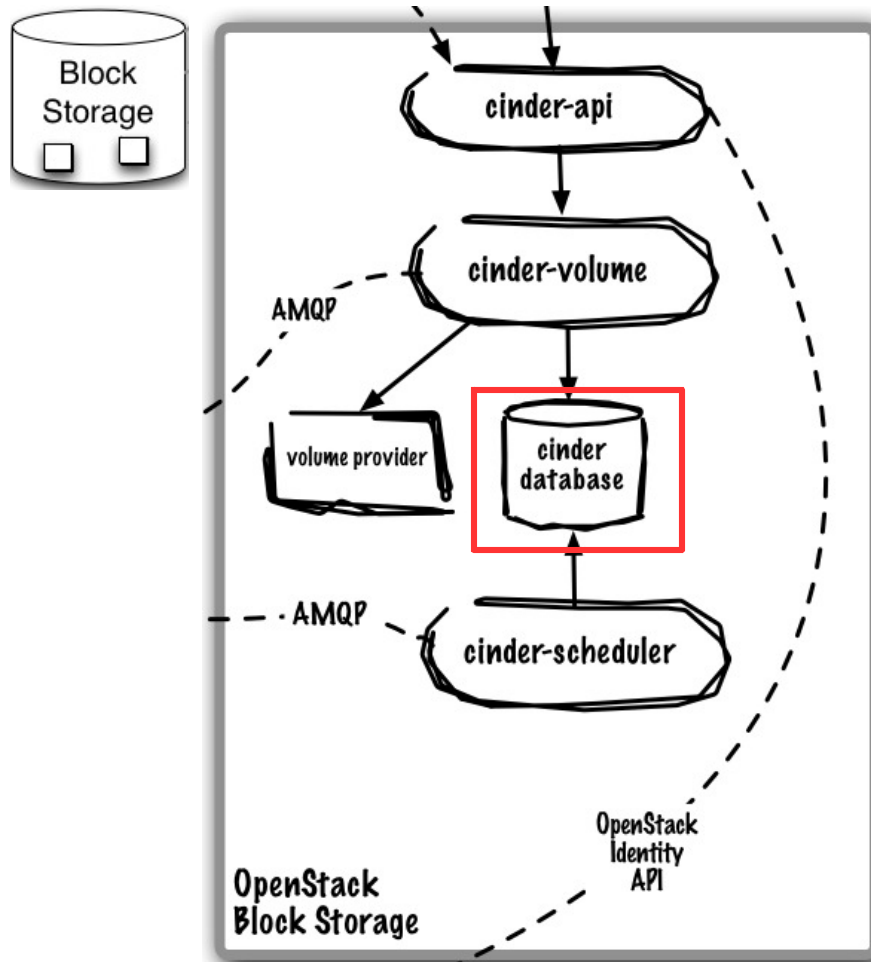 Block
Storage
cinder-api
cinder-volume
AMQP
volume provider
cinder
database
AMQP
cinder-scheduler
OpenStack
Identity
API
OpenStack
Block Storage